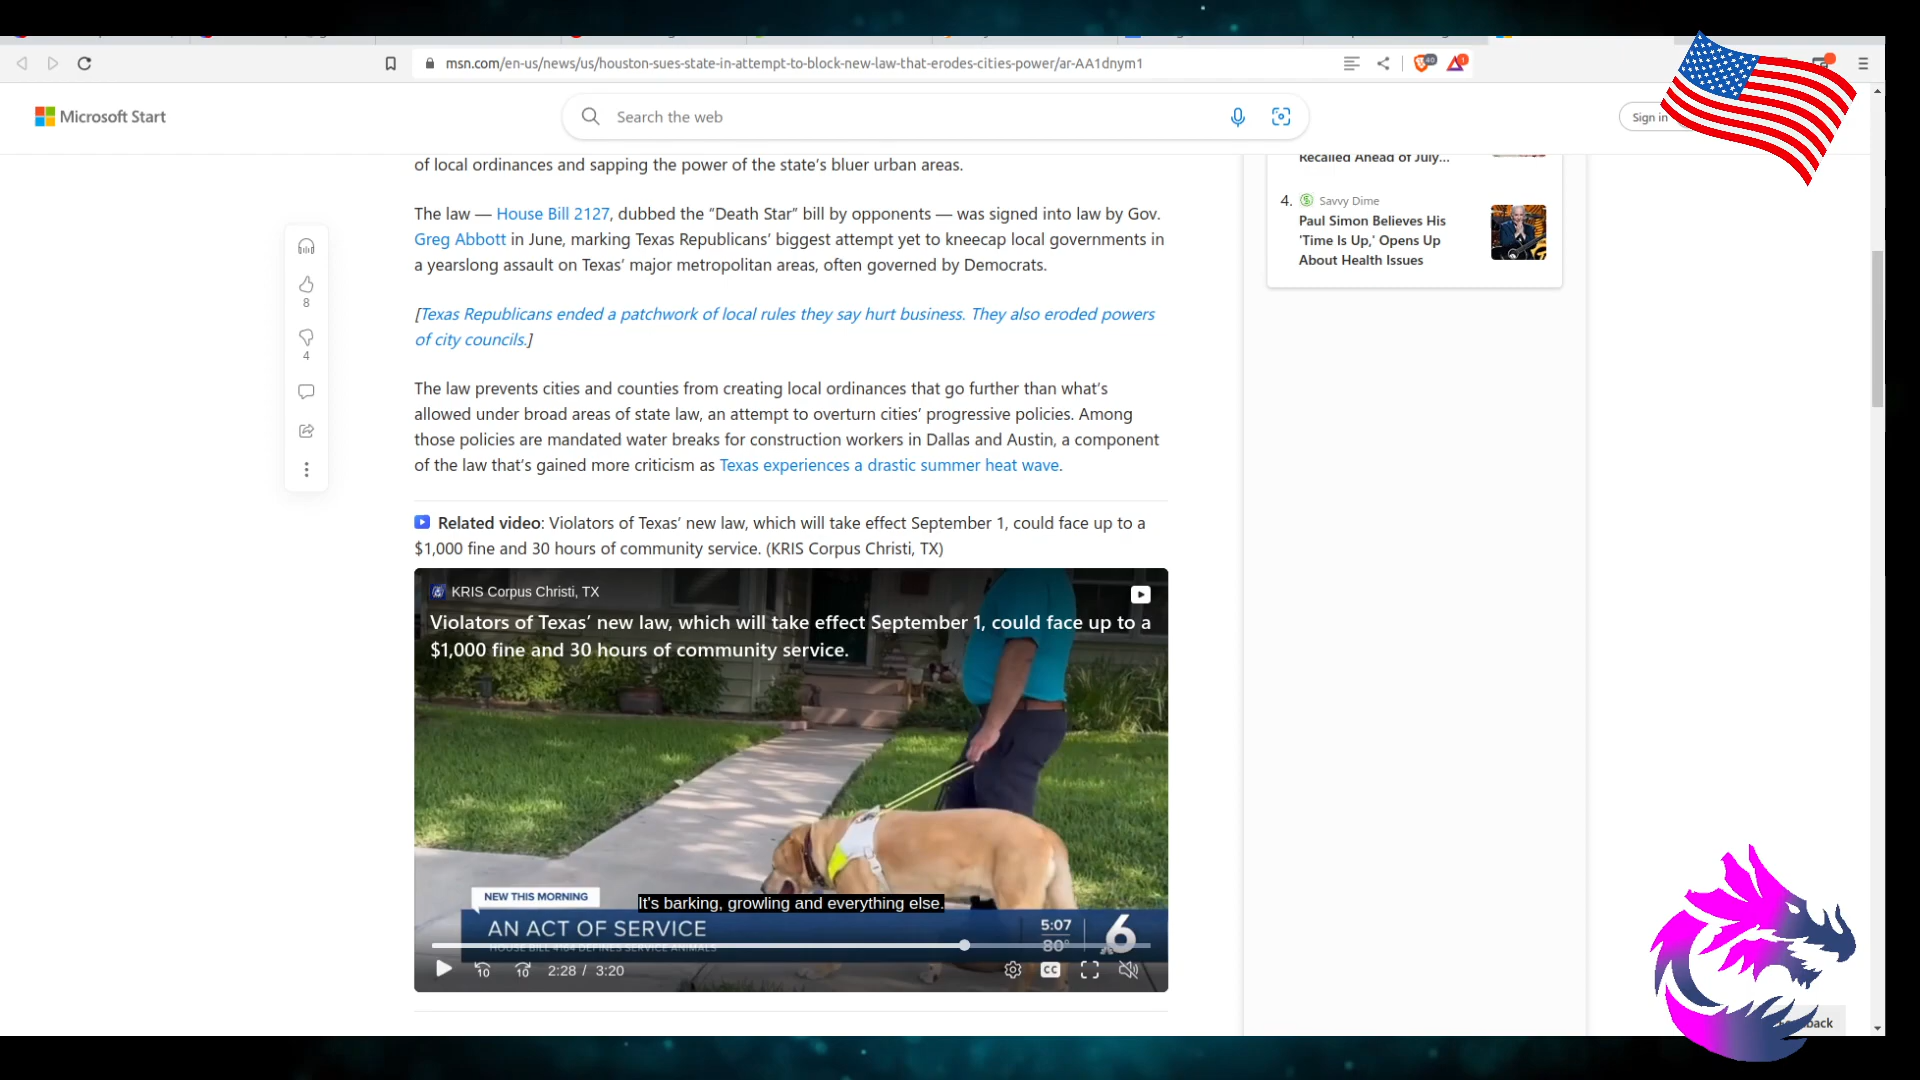 msn.com/en-us/news/us/houston-sues-state-in-attempt-to-block-new-law-that-erodes-cities-power/ar-AA1dnym1
Microsoft Start
Search the web
Sign in
of local ordinances and sapping the power of the state’s bluer urban areas.
The law — House Bill 2127, dubbed the “Death Star” bill by opponents — was signed into law by Gov.
Greg Abbott in June, marking Texas Republicans’ biggest attempt yet to kneecap local governments in
a yearslong assault on Texas’ major metropolitan areas, often governed by Democrats.
[Texas Republicans ended a patchwork of local rules they say hurt business. They also eroded powers
of city councils.]
The law prevents cities and counties from creating local ordinances that go further than what’s
allowed under broad areas of state law, an attempt to overturn cities’ progressive policies. Among
those policies are mandated water breaks for construction workers in Dallas and Austin, a component
of the law that’s gained more criticism as Texas experiences a drastic summer heat wave.
8
4
Related video: Violators of Texas’ new law, which will take effect September 1, could face up to a
$1,000 fine and 30 hours of community service. (KRIS Corpus Christi, TX)
KRIS Corpus Christi, TX
Violators of Texas’ new law, which will take effect September 1, could face up to a
$1,000 fine and 30 hours of community service.
NEW THIS MORNING
It's barking, growling and everything else.
AN ACT OF SERVICE
HOUSE BILL 4164 DEFINES SERVICE ANIMALS
5:07
80°
6
10
10
2:28 / 3:20
CC
Recalled Ahead of July...
4. Savvy Dime
Paul Simon Believes His
'Time Is Up,' Opens Up
About Health Issues